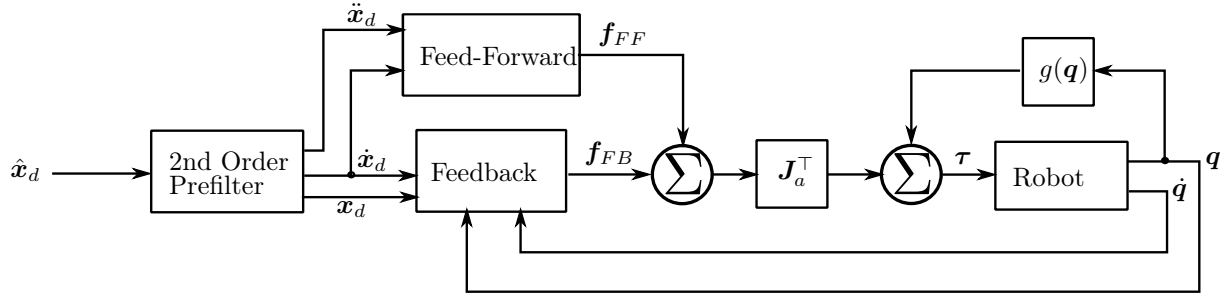 ẍ_d
f_FF
Feed-Forward
g(q)
x̂_d
2nd Order
Prefilter
ẋ_d
x_d
Feedback
f_FB
∑
J_a^⊤
∑
τ
Robot
q
q̇